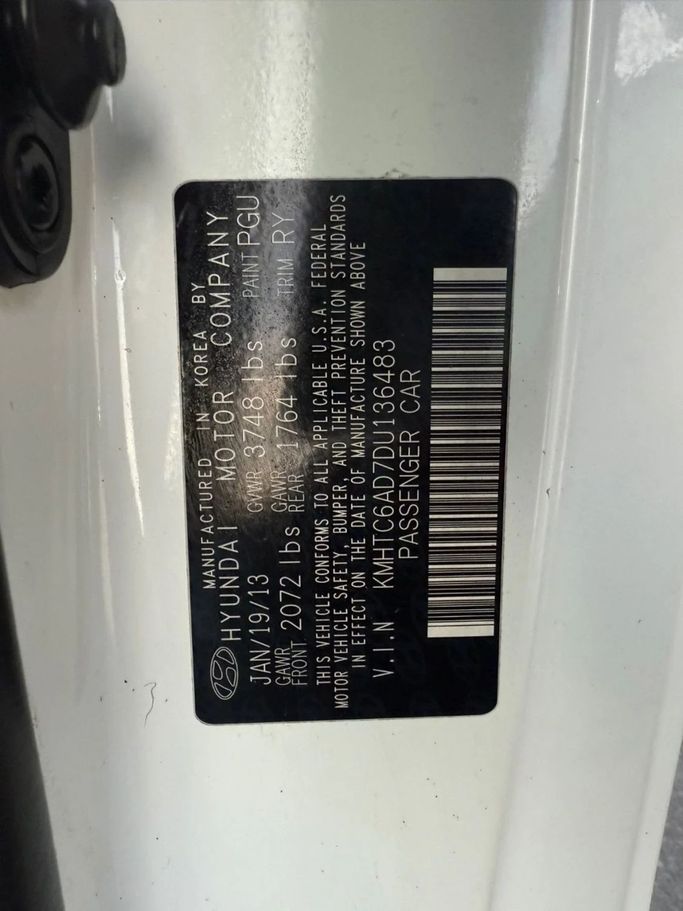 MANUFACTURED IN KOREA BY
HYUNDAI MOTOR COMPANY
JAN/19/13 GVWR 3748 lbs PAINT PGU
GAWR FRONT 2072 lbs GAWR REAR 1764 lbs TRIM RY
THIS VEHICLE CONFORMS TO ALL APPLICABLE U.S.A. FEDERAL
MOTOR VEHICLE SAFETY, BUMPER, AND THEFT PREVENTION STANDARDS
IN EFFECT ON THE DATE OF MANUFACTURE SHOWN ABOVE
V.I.N KMHTC6AD7DU136483
PASSENGER CAR